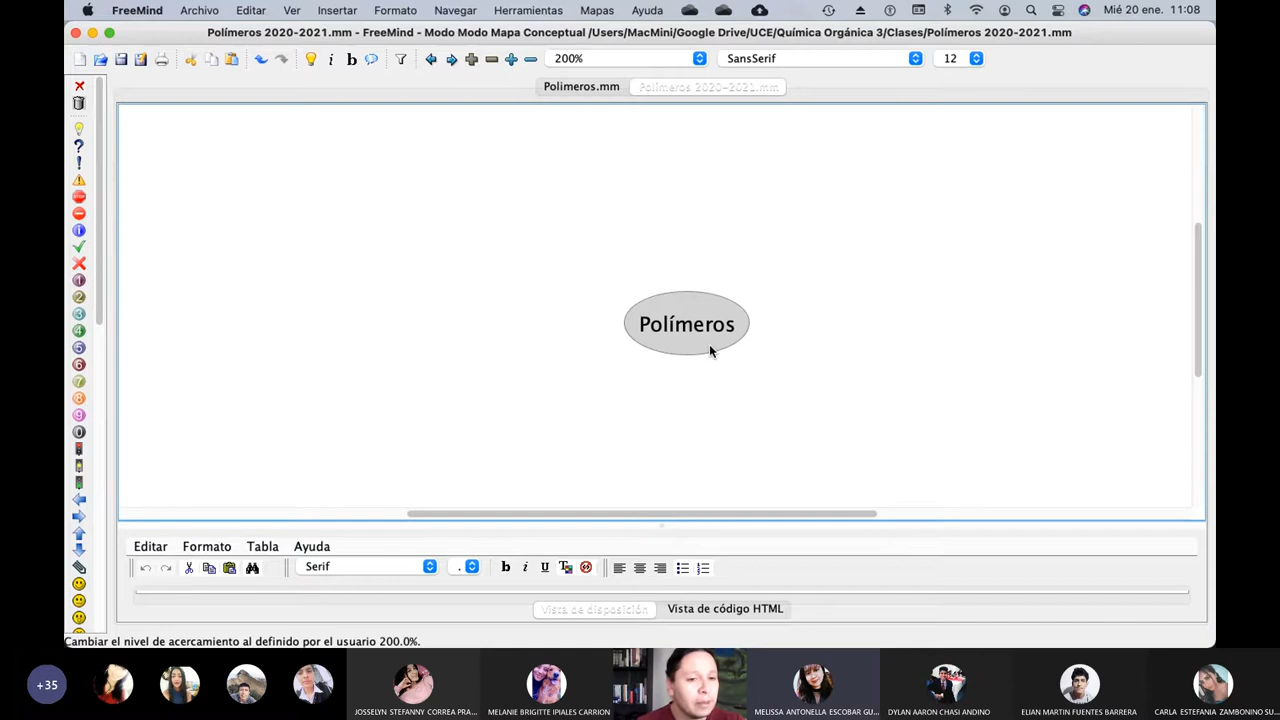 FreeMind Archivo Editar Ver Insertar Formato Navegar Herramientas Mapas Ayuda Mié 20 ene. 11:08
Polímeros 2020-2021.mm - FreeMind - Modo Modo Mapa Conceptual /Users/MacMini/Google Drive/UCE/Química Orgánica 3/Clases/Polímeros 2020-2021.mm
200% SansSerif 12
Polimeros.mm Polímeros 2020-2021.mm
Polímeros
Editar Formato Tabla Ayuda
Serif .
Vista de disposición Vista de código HTML
Cambiar el nivel de acercamiento al definido por el usuario 200.0%.
+35
JOSSELYN STEFANNY CORREA PRA... MELANIE BRIGITTE IPIALES CARRION MELISSA ANTONELLA ESCOBAR GU... DYLAN AARON CHASI ANDINO ELIAN MARTIN FUENTES BARRERA CARLA ESTEFANIA ZAMBONINO SU...